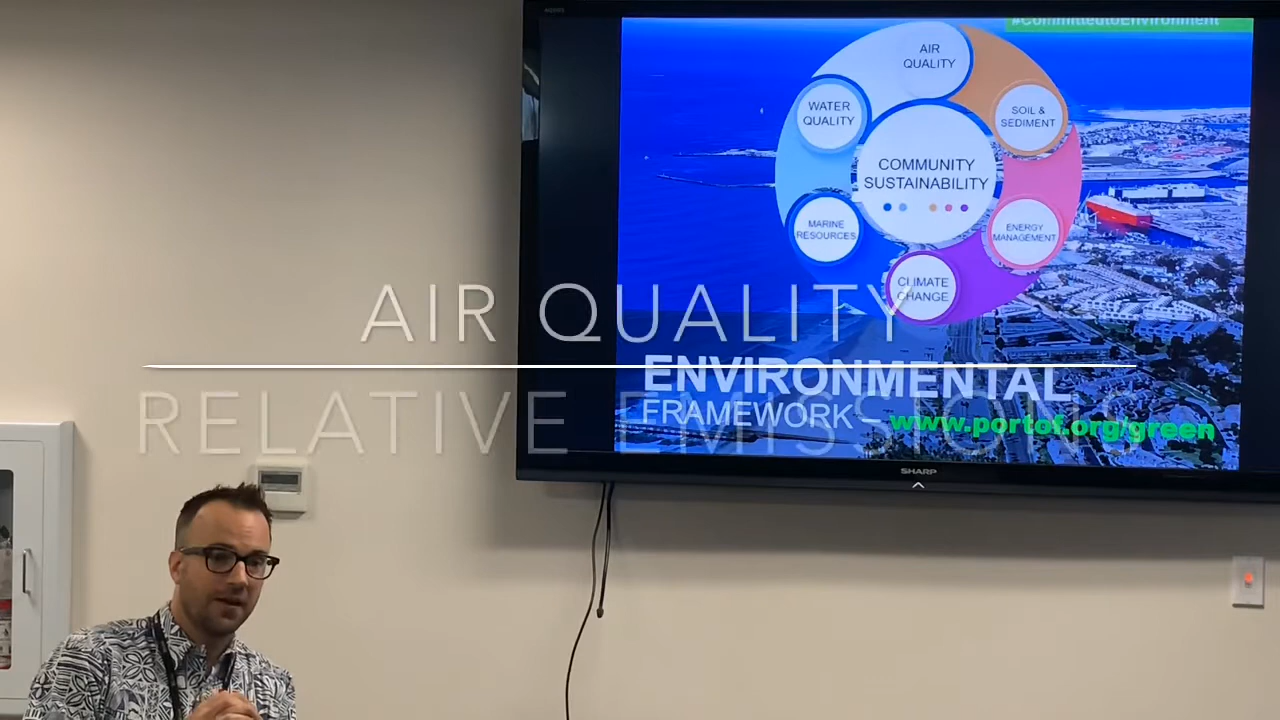 #CommittedtoEnvironment
AIR
QUALITY
WATER
QUALITY
SOIL &
SEDIMENT
COMMUNITY
SUSTAINABILITY
MARINE
RESOURCES
ENERGY
MANAGEMENT
CLIMATE
CHANGE
AIR QUALITY
RELATIVE EMISSIONS
ENVIRONMENTAL
FRAMEWORK – www.portof.org/green
SHARP